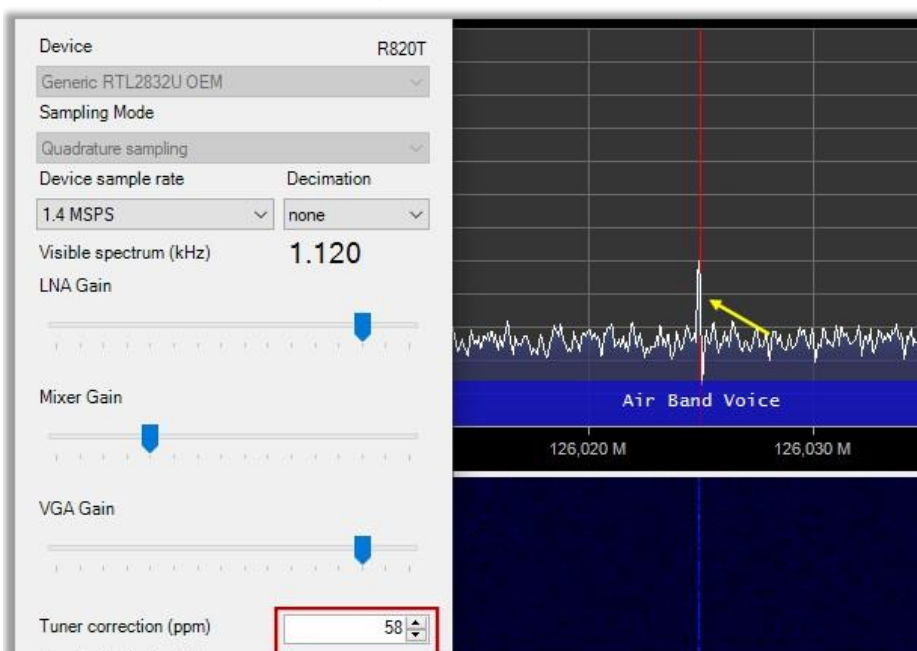 Device R820T
Generic RTL2832U OEM
Sampling Mode
Quadrature sampling
Device sample rate Decimation
1.4 MSPS none
Visible spectrum (kHz) 1.120
LNA Gain
Mixer Gain
VGA Gain
Tuner correction (ppm) 58
Air Band Voice
126,020 M 126,030 M